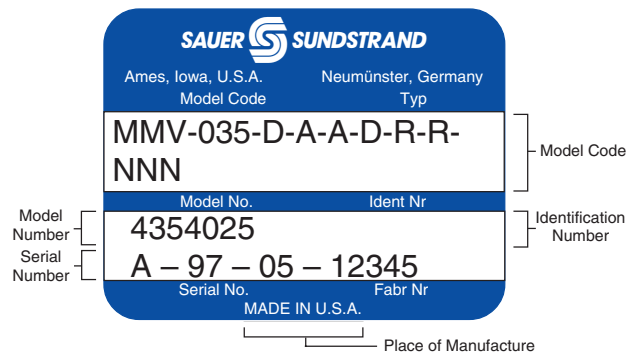 SAUER SUNDSTRAND
Ames, Iowa, U.S.A. Neumünster, Germany
Model Code Typ
MMV-035-D-A-A-D-R-R-
NNN
Model Code
Model No. Ident Nr
Model
Number
4354025
Identification
Number
Serial
Number
A – 97 – 05 – 12345
Serial No. Fabr Nr
MADE IN U.S.A.
Place of Manufacture